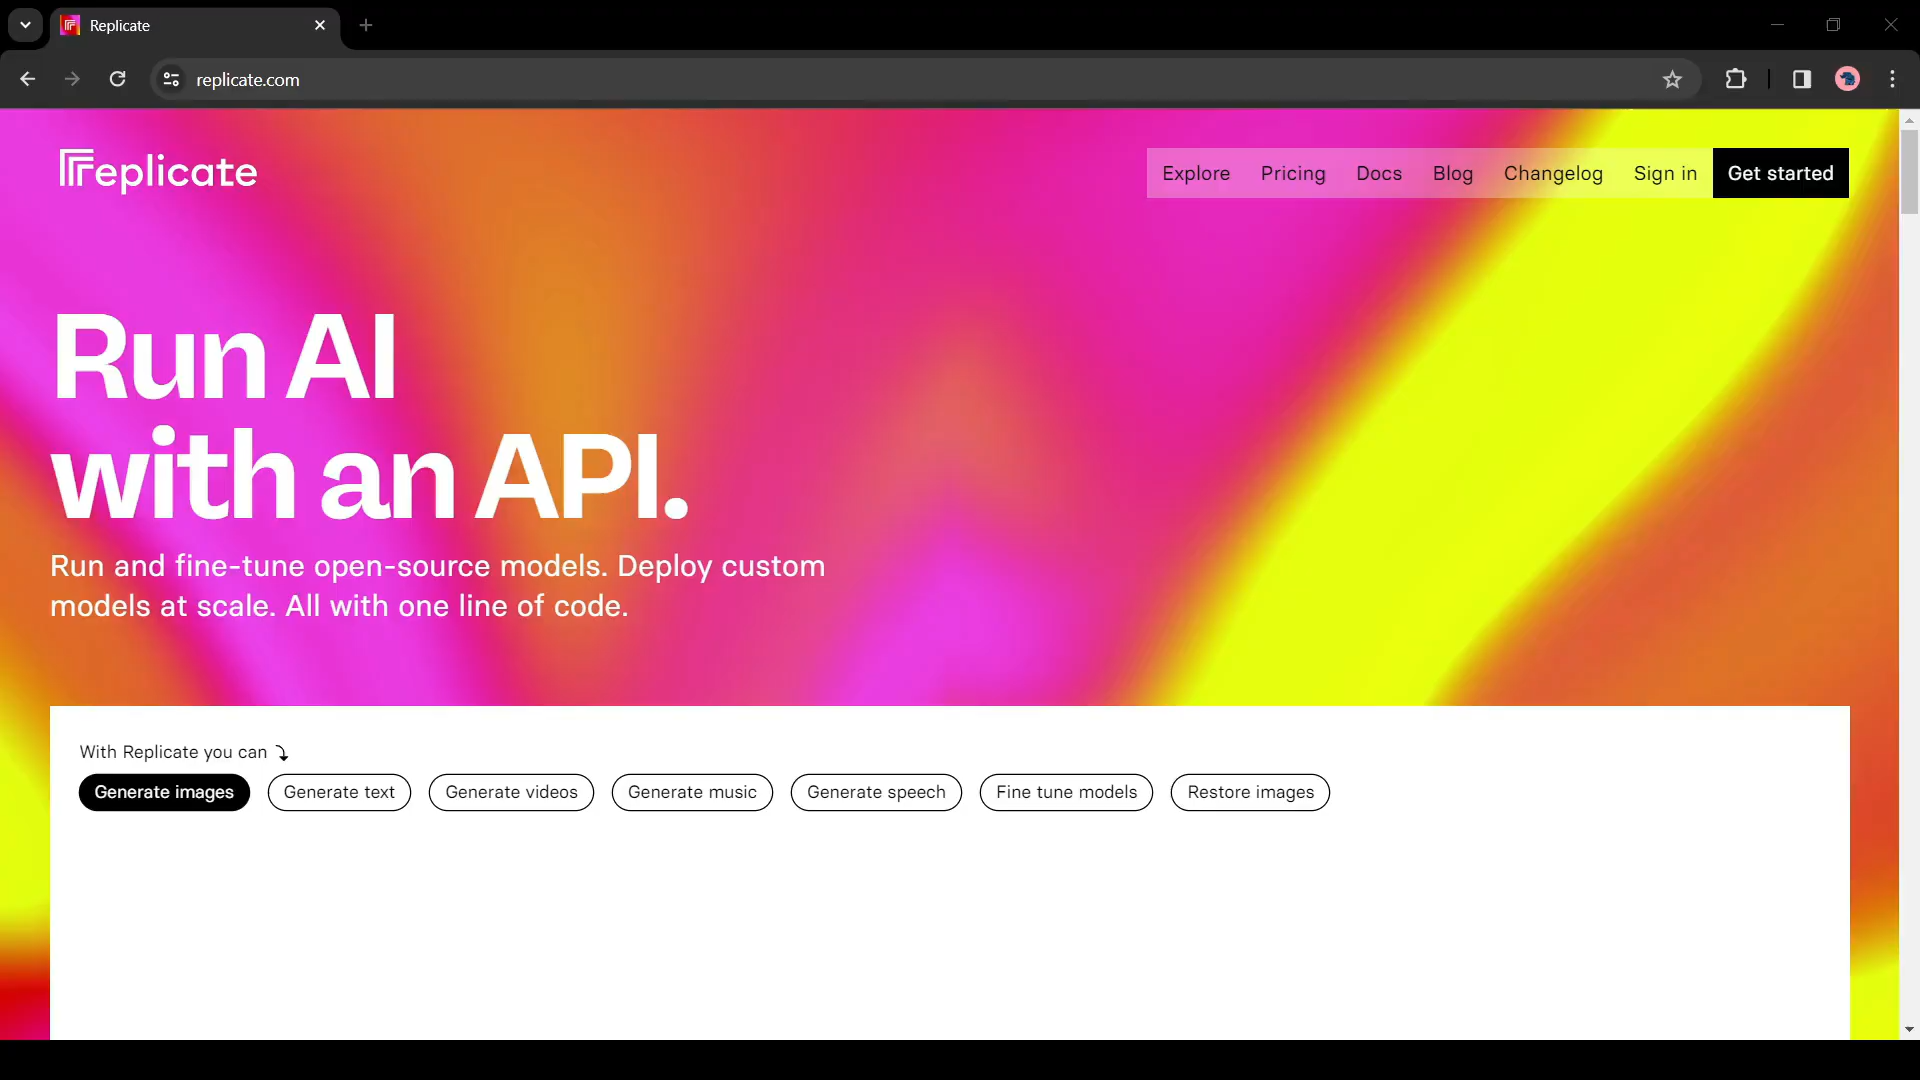 Replicate
replicate.com
replicate
Explore Pricing Docs Blog Changelog Sign in Get started
Run AI
with an API.
Run and fine-tune open-source models. Deploy custom
models at scale. All with one line of code.
With Replicate you can
Generate images Generate text Generate videos Generate music Generate speech Fine tune models Restore images